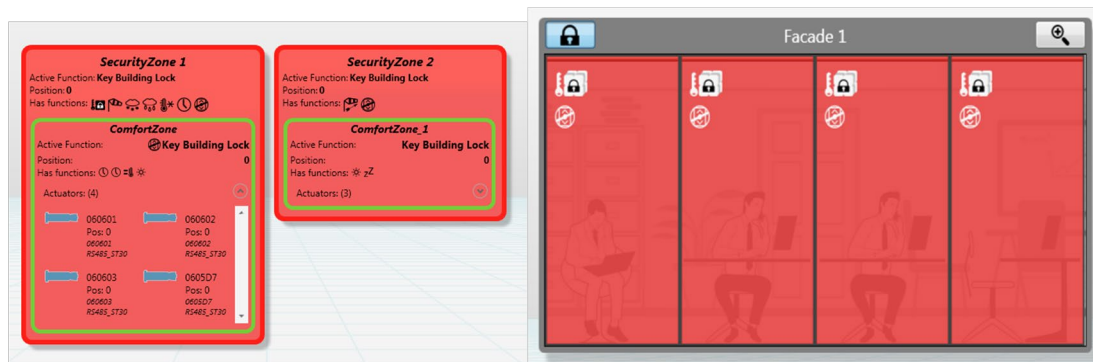 SecurityZone 1
Active Function: Key Building Lock
Position: 0
Has functions:
ComfortZone
Active Function: Key Building Lock
Position: 0
Has functions:
Actuators: (4)
060601 060602
Pos: 0 Pos: 0
060601 060602
RS485_ST30 RS485_ST30
060603 0605D7
Pos: 0 Pos: 0
060603 0605D7
RS485_ST30 RS485_ST30
SecurityZone 2
Active Function: Key Building Lock
Position: 0
Has functions:
ComfortZone_1
Active Function: Key Building Lock
Position: 0
Has functions: zZ
Actuators: (3)
Facade 1